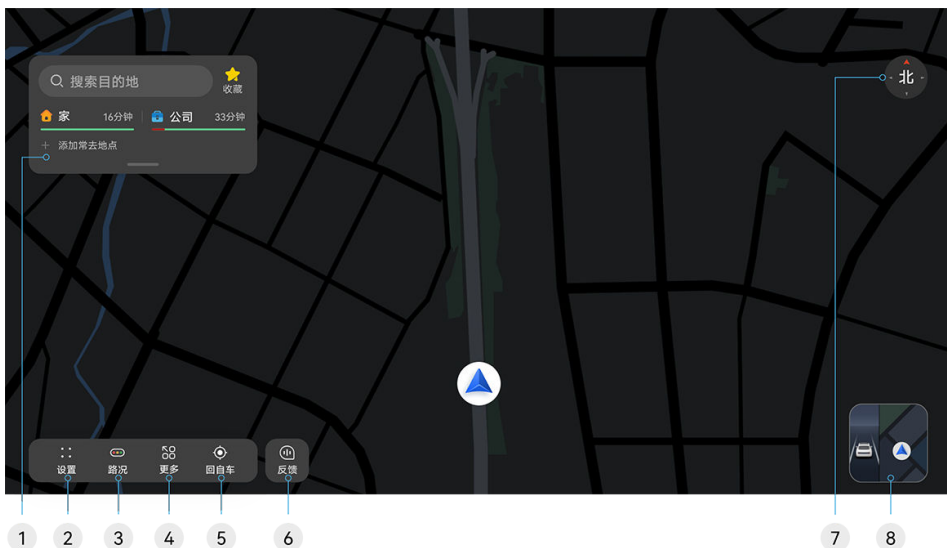 搜索目的地
收藏
家 16分钟 公司 33分钟
添加常去地点
北
设置 路况 更多 回自车 反馈
1 2 3 4 5 6 7 8